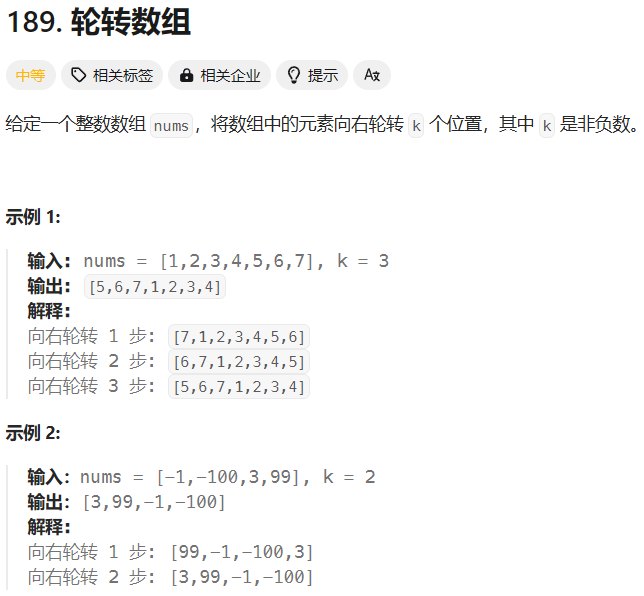 189. 轮转数组
中等 相关标签 相关企业 提示 Ax
给定一个整数数组 nums，将数组中的元素向右轮转 k 个位置，其中 k 是非负数。
示例 1:
输入: nums = [1,2,3,4,5,6,7], k = 3
输出: [5,6,7,1,2,3,4]
解释:
向右轮转 1 步: [7,1,2,3,4,5,6]
向右轮转 2 步: [6,7,1,2,3,4,5]
向右轮转 3 步: [5,6,7,1,2,3,4]
示例 2:
输入：nums = [-1,-100,3,99], k = 2
输出：[3,99,-1,-100]
解释:
向右轮转 1 步: [99,-1,-100,3]
向右轮转 2 步: [3,99,-1,-100]